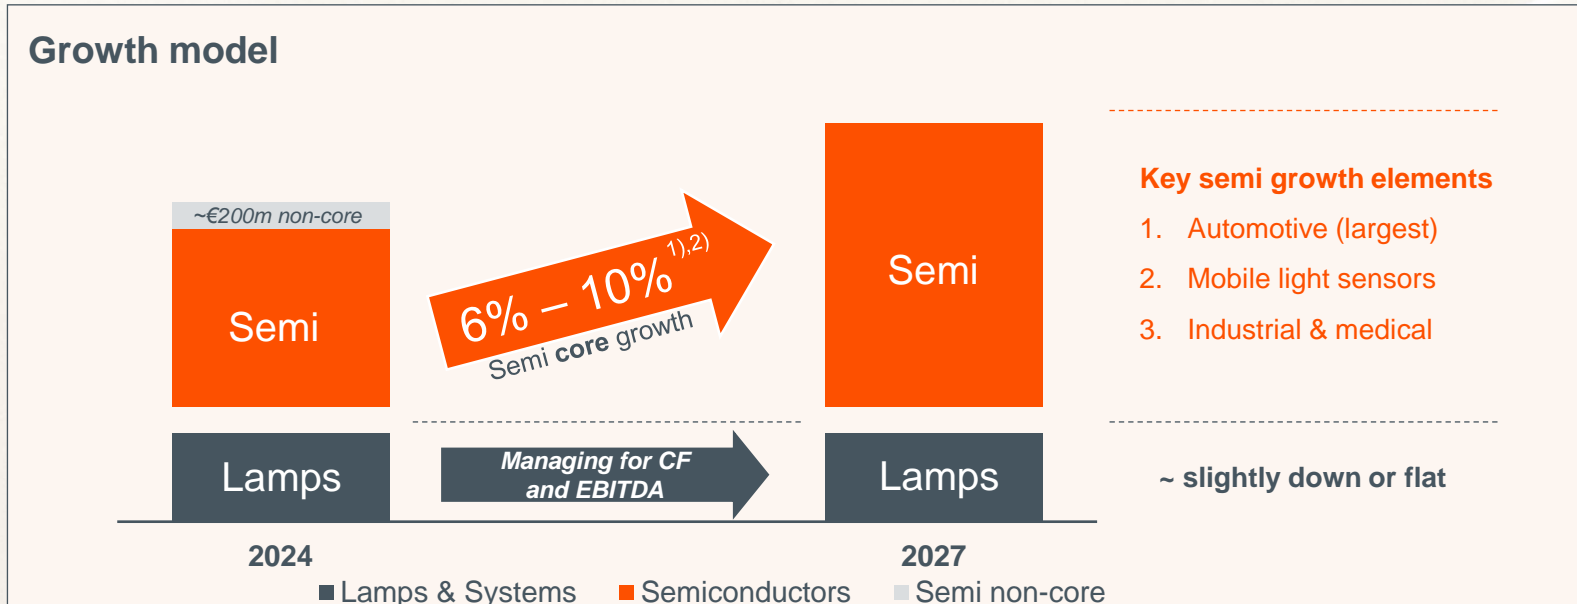 Growth model
~€200m non-core
Semi
6% – 10% 1),2)
Semi core growth
Semi
Key semi growth elements
1. Automotive (largest)
2. Mobile light sensors
3. Industrial & medical
Lamps
Managing for CF
and EBITDA
Lamps
~ slightly down or flat
2024
2027
Lamps & Systems
Semiconductors
Semi non-core